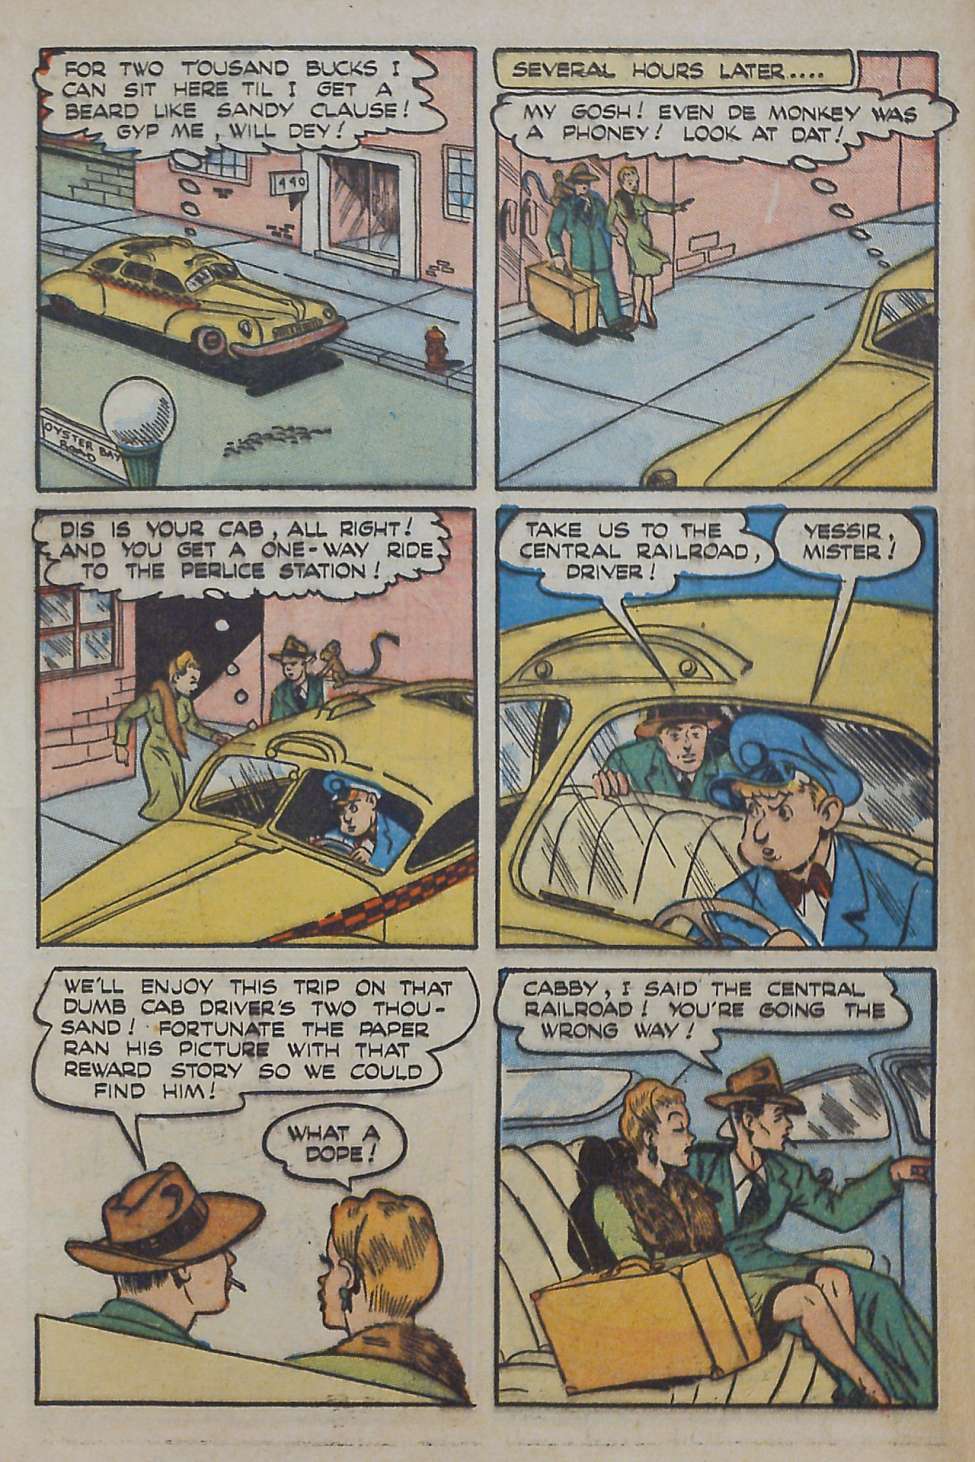 FOR TWO T'OUSAND BUCKS I
CAN SIT HERE TIL I GET A
BEARD LIKE SANDY CLAUSE!
GYP ME, WILL DEY!
1440
OYSTER BAY
ROAD
SEVERAL HOURS LATER....
MY GOSH! EVEN DE MONKEY WAS
A PHONEY! LOOK AT DAT!
DIS IS YOUR CAB, ALL RIGHT!
AND YOU GET A ONE-WAY RIDE
TO THE PERLICE STATION!
TAKE US TO THE
CENTRAL RAILROAD,
DRIVER!
YESSIR,
MISTER!
WE'LL ENJOY THIS TRIP ON THAT
DUMB CAB DRIVER'S TWO THOU-
SAND! FORTUNATE THE PAPER
RAN HIS PICTURE WITH THAT
REWARD STORY SO WE COULD
FIND HIM!
WHAT A
DOPE!
CABBY, I SAID THE CENTRAL
RAILROAD! YOU'RE GOING THE
WRONG WAY!